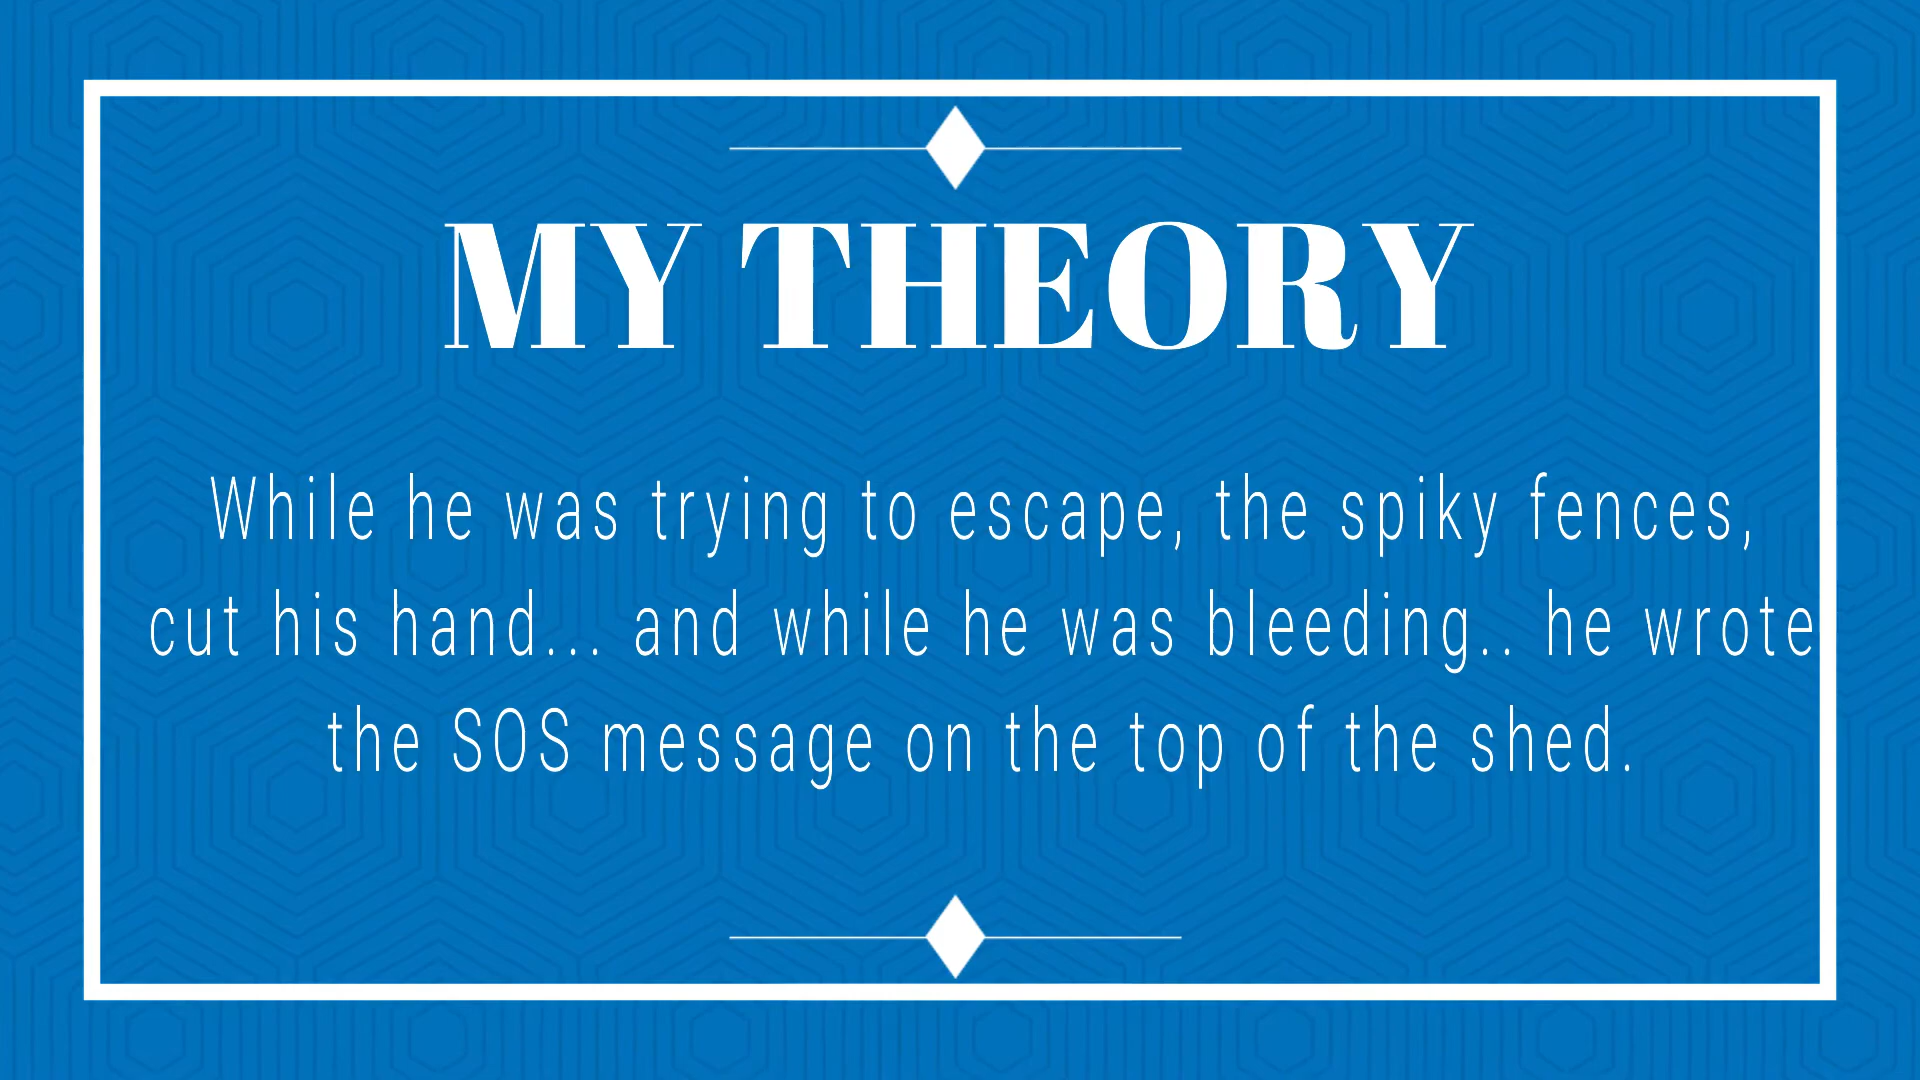 MY THEORY
While he was trying to escape, the spiky fences,
cut his hand... and while he was bleeding.. he wrote
the SOS message on the top of the shed.